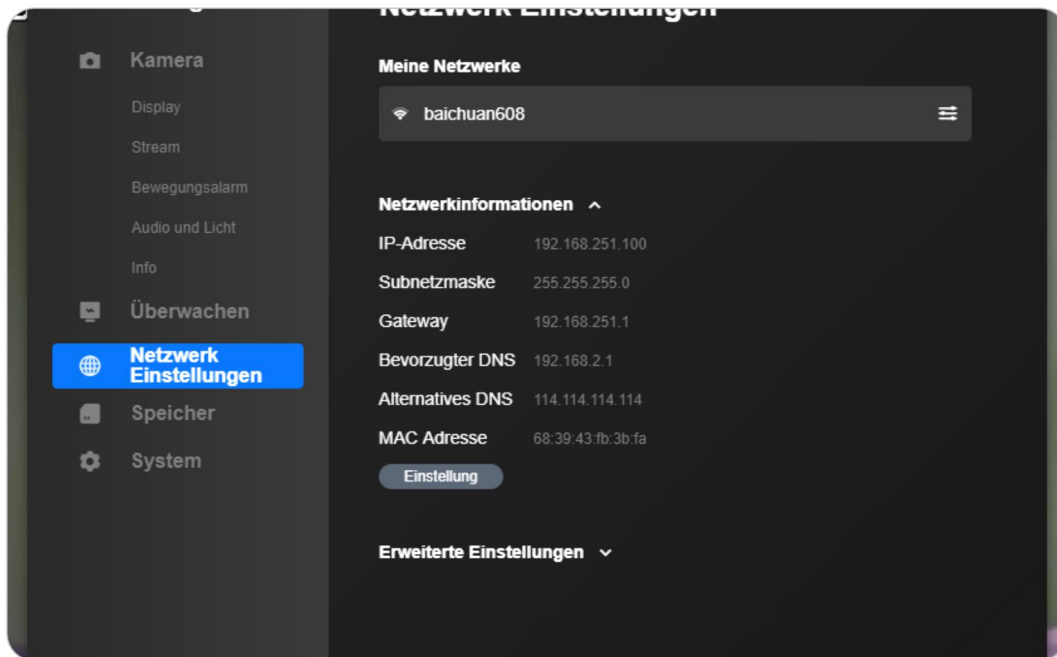 Netzwerk Einstellungen
Kamera
Display
Stream
Bewegungsalarm
Audio und Licht
Info
Überwachen
Netzwerk
Einstellungen
Speicher
System
Meine Netzwerke
baichuan608
Netzwerkinformationen
IP-Adresse 192.168.251.100
Subnetzmaske 255.255.255.0
Gateway 192.168.251.1
Bevorzugter DNS 192.168.2.1
Alternatives DNS 114.114.114.114
MAC Adresse 68:39:43:fb:3b:fa
Einstellung
Erweiterte Einstellungen